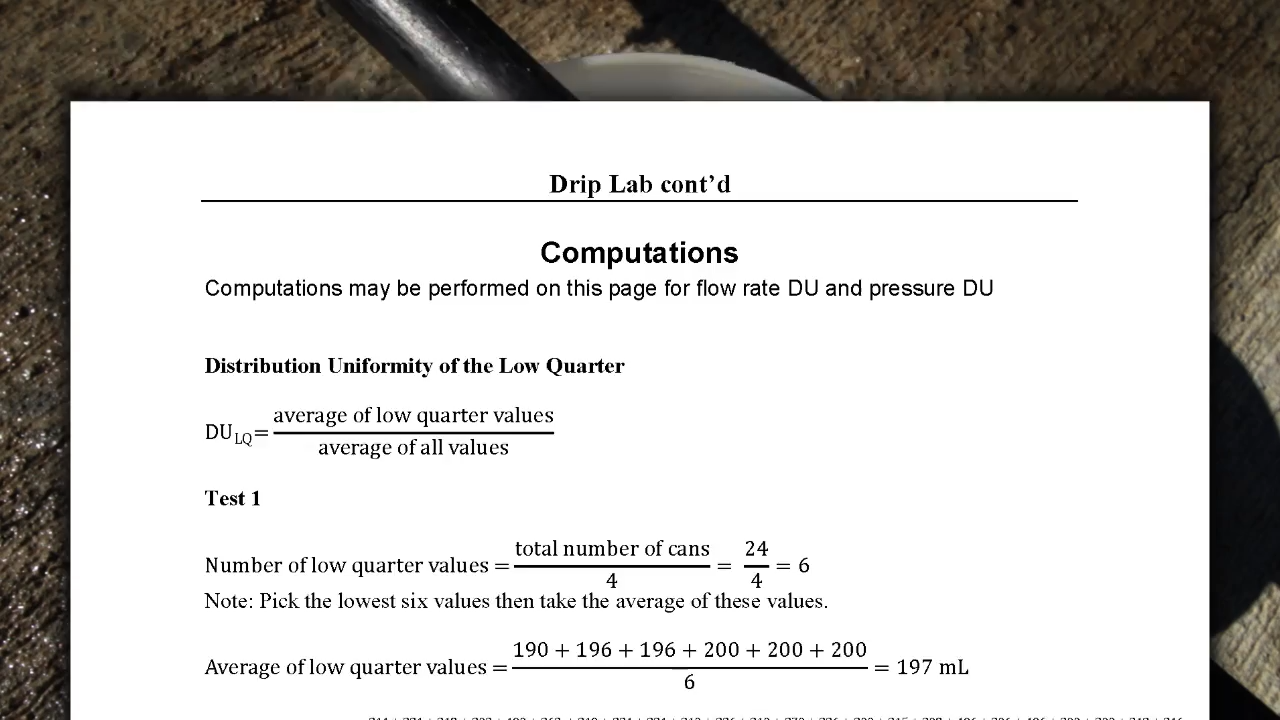 Drip Lab cont’d
Computations
Computations may be performed on this page for flow rate DU and pressure DU
Distribution Uniformity of the Low Quarter
DU_LQ = average of low quarter values / average of all values
Test 1
Number of low quarter values = total number of cans / 4 = 24 / 4 = 6
Note: Pick the lowest six values then take the average of these values.
Average of low quarter values = 190 + 196 + 196 + 200 + 200 + 200 / 6 = 197 mL